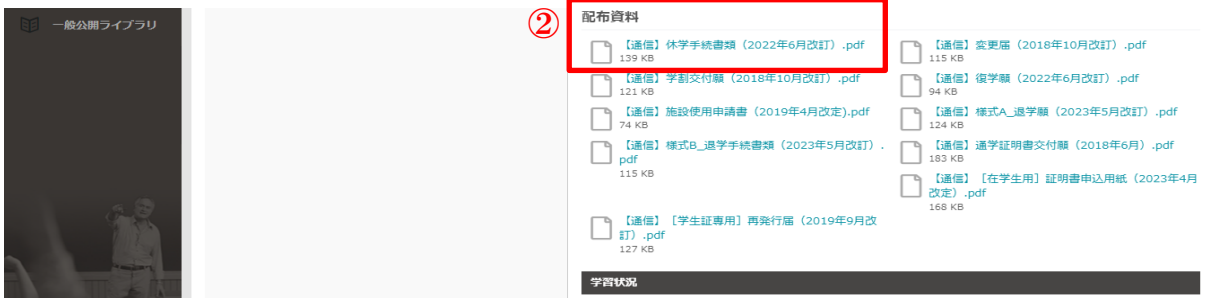 一般公開ライブラリ
②
配布資料
【通信】休学手続書類（2022年6月改訂）.pdf
139 KB
【通信】変更届（2018年10月改訂）.pdf
115 KB
【通信】学割交付願（2018年10月改訂）.pdf
121 KB
【通信】復学願（2022年6月改訂）.pdf
94 KB
【通信】施設使用申請書（2019年4月改定).pdf
74 KB
【通信】様式A_退学願（2023年5月改訂）.pdf
124 KB
【通信】様式B_退学手続書類（2023年5月改訂）.
pdf
115 KB
【通信】通学証明書交付願（2018年6月）.pdf
183 KB
【通信】［在学生用］証明書申込用紙（2023年4月
改定）.pdf
168 KB
【通信】［学生証専用］再発行届（2019年9月改
訂）.pdf
127 KB
学習状況